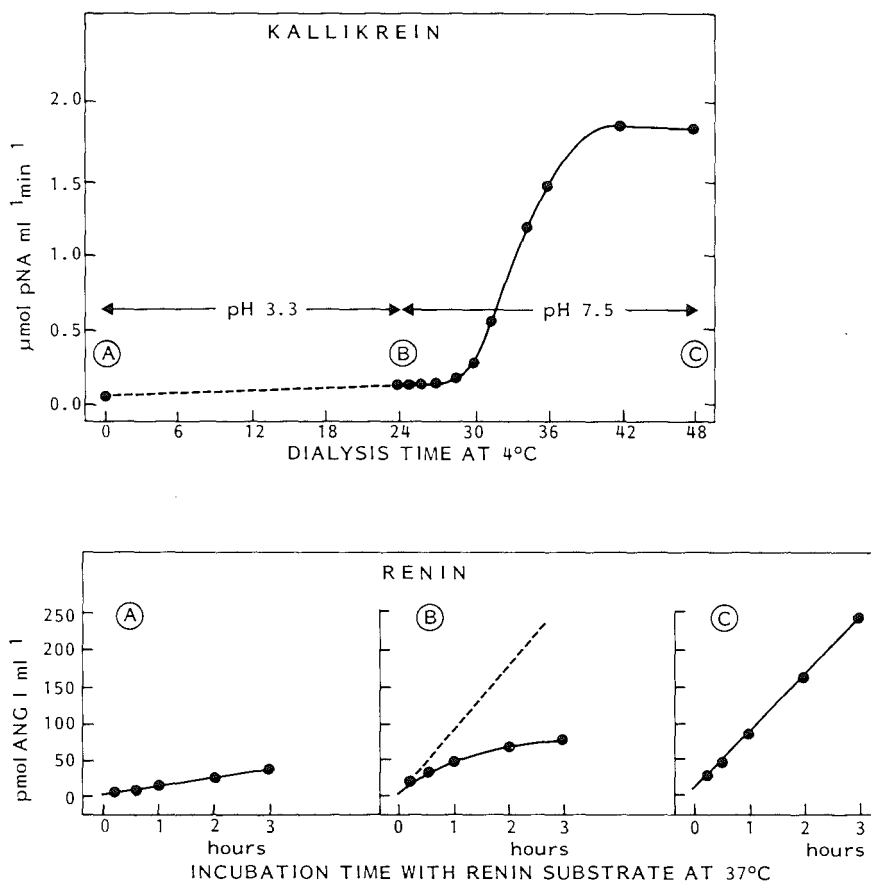 KALLIKREIN
μmol pNA ml 1min 1
2.0
1.5
1.0
0.5
0.0
pH 3.3
pH 7.5
A
B
C
0 6 12 18 24 30 36 42 48
DIALYSIS TIME AT 4°C
RENIN
pmol ANG I ml 1
250
200
150
100
50
0
A
B
C
0 1 2 3
0 1 2 3
0 1 2 3
hours
hours
hours
INCUBATION TIME WITH RENIN SUBSTRATE AT 37°C